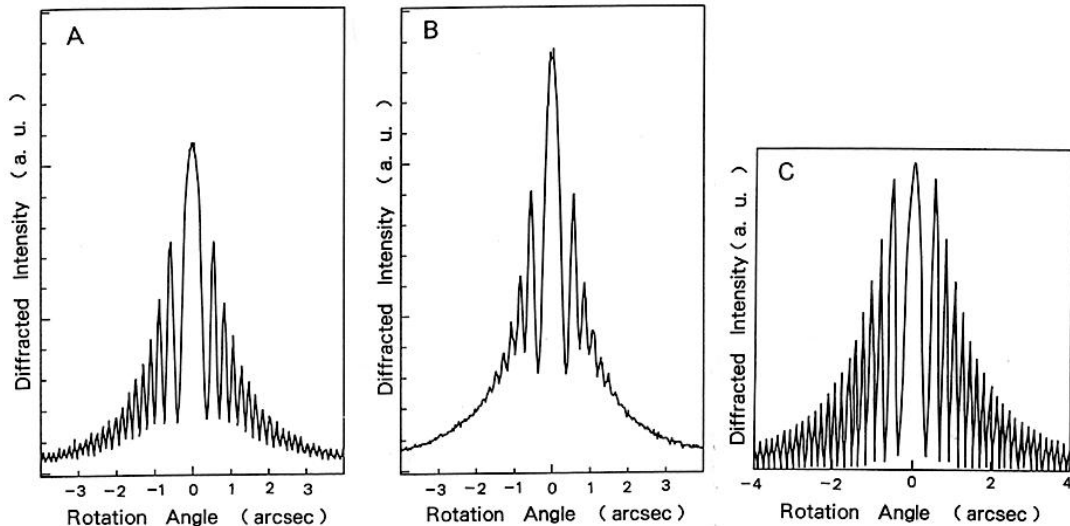 A
Diffracted Intensity (a. u.)
−3 −2 −1 0 1 2 3
Rotation Angle (arcsec)
B
Diffracted Intensity (a. u.)
−3 −2 −1 0 1 2 3
Rotation Angle (arcsec)
C
Diffracted Intensity (a. u.)
−4 −2 0 2 4
Rotation Angle (arcsec)